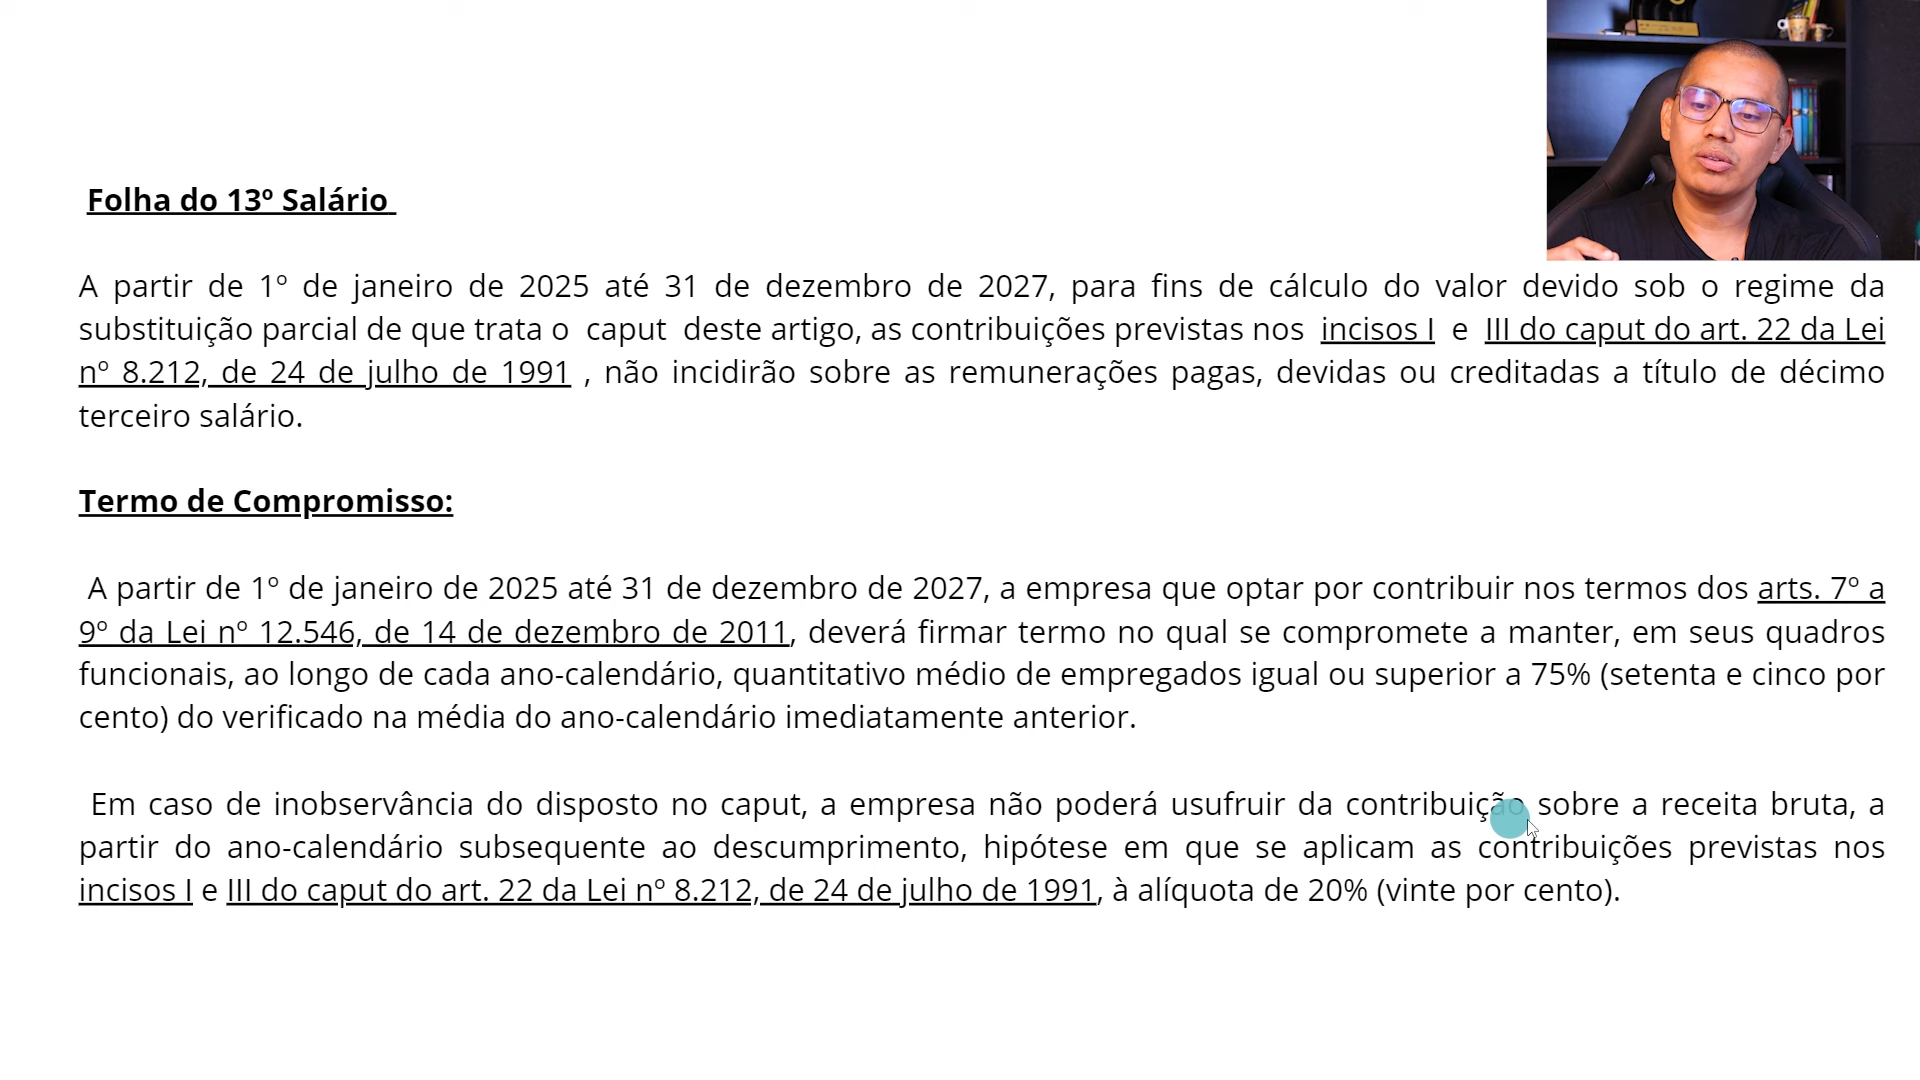 Folha do 13º Salário
A partir de 1º de janeiro de 2025 até 31 de dezembro de 2027, para fins de cálculo do valor devido sob o regime da
substituição parcial de que trata o caput deste artigo, as contribuições previstas nos incisos I e III do caput do art. 22 da Lei
nº 8.212, de 24 de julho de 1991 , não incidirão sobre as remunerações pagas, devidas ou creditadas a título de décimo
terceiro salário.
Termo de Compromisso:
A partir de 1º de janeiro de 2025 até 31 de dezembro de 2027, a empresa que optar por contribuir nos termos dos arts. 7º a
9º da Lei nº 12.546, de 14 de dezembro de 2011, deverá firmar termo no qual se compromete a manter, em seus quadros
funcionais, ao longo de cada ano-calendário, quantitativo médio de empregados igual ou superior a 75% (setenta e cinco por
cento) do verificado na média do ano-calendário imediatamente anterior.
Em caso de inobservância do disposto no caput, a empresa não poderá usufruir da contribuição sobre a receita bruta, a
partir do ano-calendário subsequente ao descumprimento, hipótese em que se aplicam as contribuições previstas nos
incisos I e III do caput do art. 22 da Lei nº 8.212, de 24 de julho de 1991, à alíquota de 20% (vinte por cento).